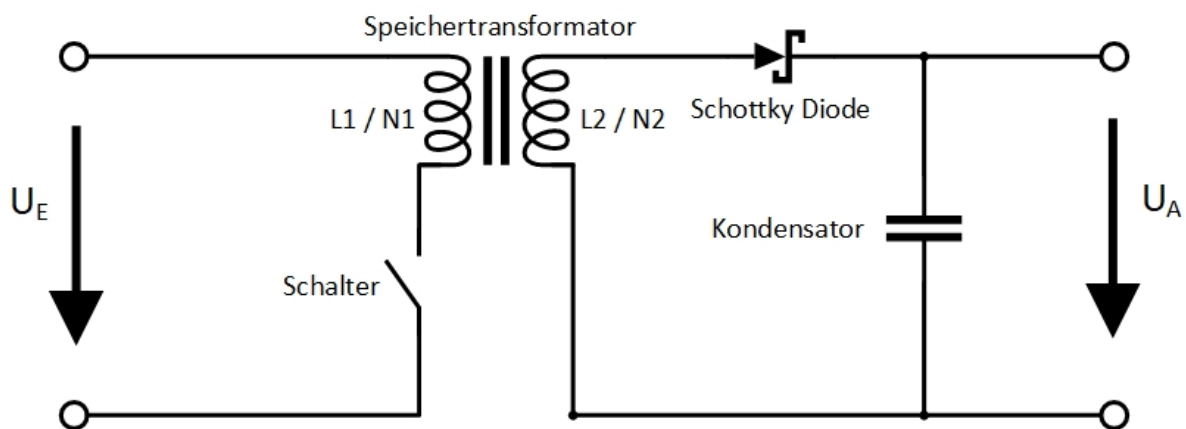 Speichertransformator
L1 / N1
L2 / N2
Schottky Diode
UE
UA
Kondensator
Schalter